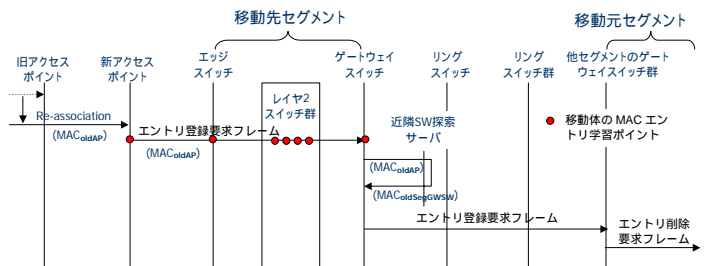 移動先セグメント
移動元セグメント
旧アクセス
ポイント
新アクセス
ポイント
エッジ
スイッチ
ゲートウェイ
スイッチ
リング
スイッチ
リング
スイッチ群
他セグメントのゲート
ウェイスイッチ群
レイヤ2
スイッチ群
Re-association
(MAColdAP)
エントリ登録要求フレーム
(MAColdAP)
近隣SW探索
サーバ
移動体の MAC エン
トリ学習ポイント
(MAColdAP)
(MAColdSegGWSW)
エントリ登録要求フレーム
エントリ削除
要求フレーム